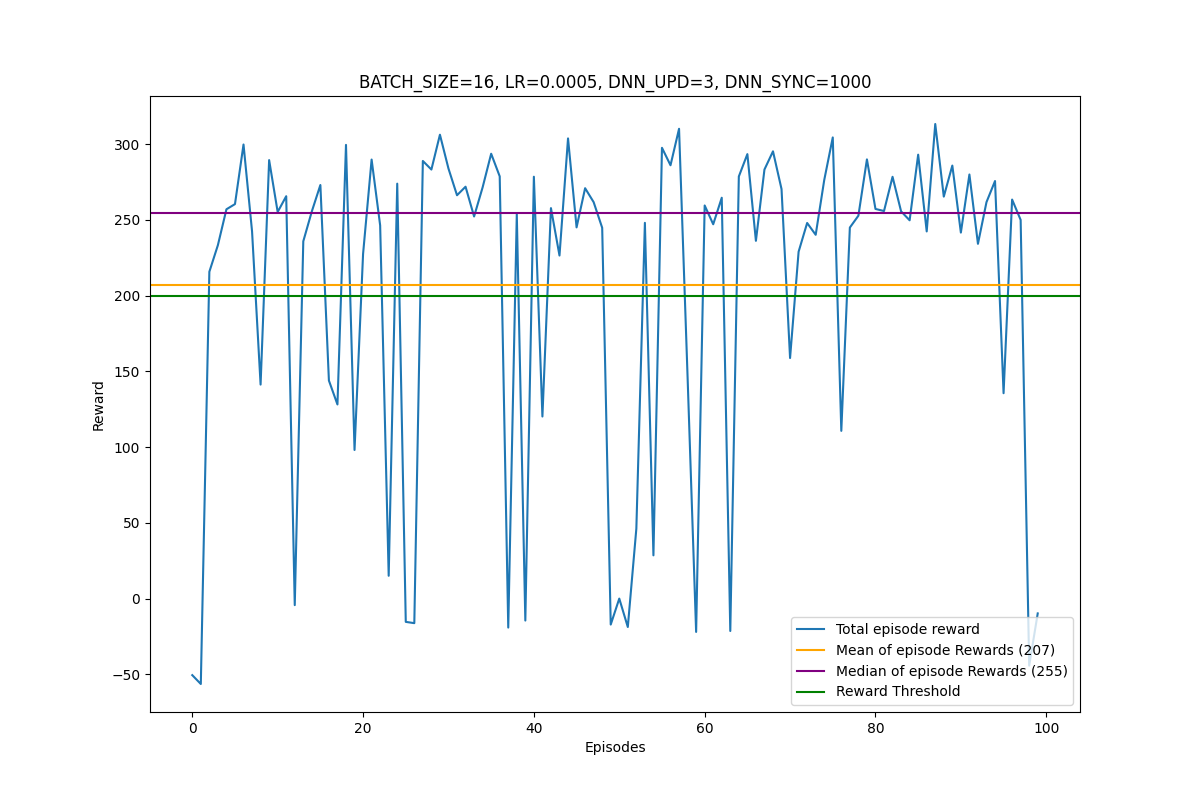 BATCH_SIZE=16, LR=0.0005, DNN_UPD=3, DNN_SYNC=1000
300
250
200
150
100
50
0
−50
Reward
0 20 40 60 80 100
Episodes
Total episode reward
Mean of episode Rewards (207)
Median of episode Rewards (255)
Reward Threshold